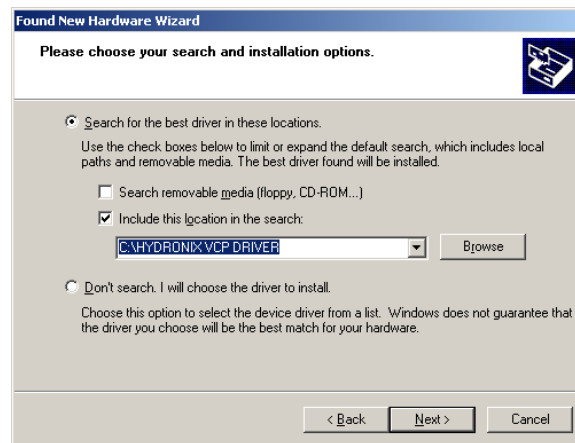 Found New Hardware Wizard
Please choose your search and installation options.
Search for the best driver in these locations.
Use the check boxes below to limit or expand the default search, which includes local
paths and removable media. The best driver found will be installed.
Search removable media (floppy, CD-ROM...)
Include this location in the search:
C:\HYDRONIX VCP DRIVER
Browse
Don't search. I will choose the driver to install.
Choose this option to select the device driver from a list. Windows does not guarantee that
the driver you choose will be the best match for your hardware.
< Back
Next >
Cancel